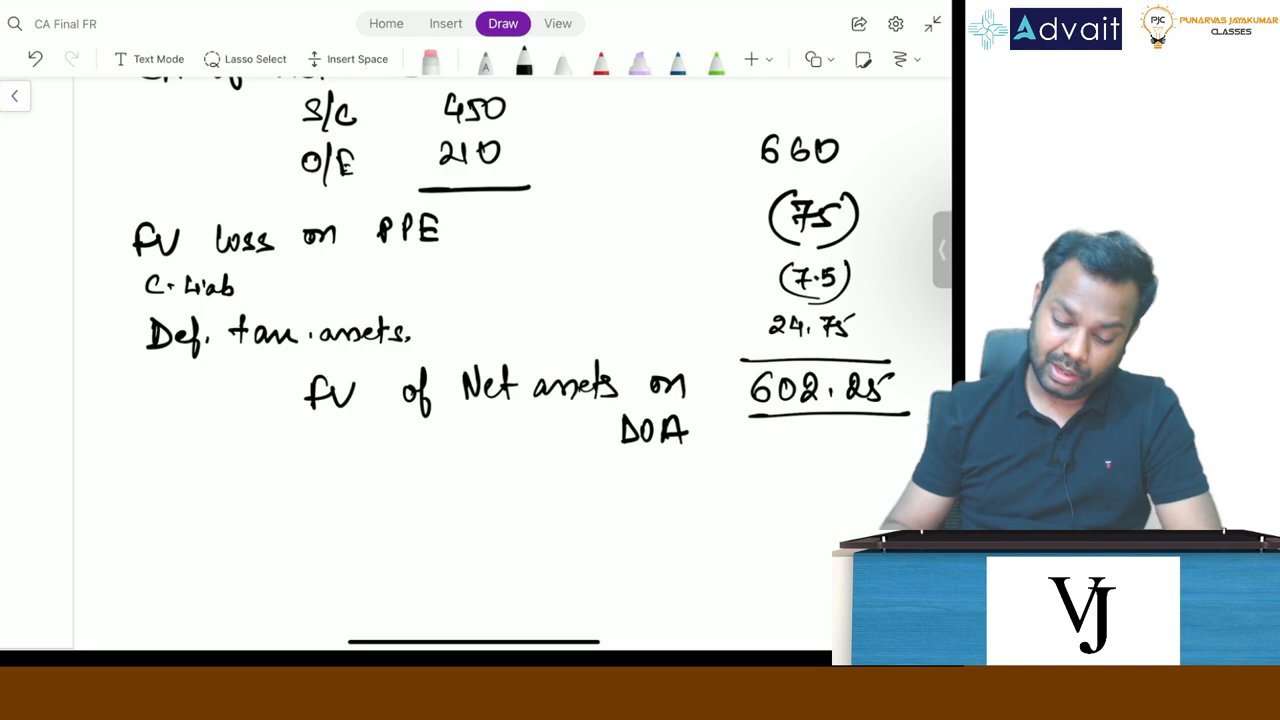 CA Final FR
Home Insert Draw View
Advait
PJC
PUNARVAS JAYAKUMAR
CLASSES
Text Mode Lasso Select Insert Space
S/C 450
O/E 210 660
FV loss on PPE (75)
C. Liab (7.5)
Def. tax. assets. 24.75
FV of Net assets on 602.25
DOA
VJ